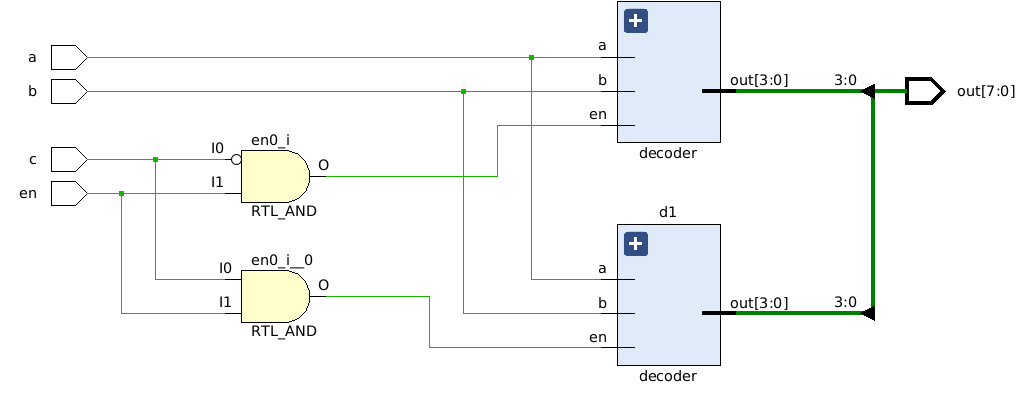 a
b
en
out[3:0]
3:0
out[7:0]
decoder
a
b
c
en
I0
I1
en0_i
O
RTL_AND
I0
I1
en0_i__0
O
RTL_AND
d1
a
b
en
out[3:0]
3:0
decoder